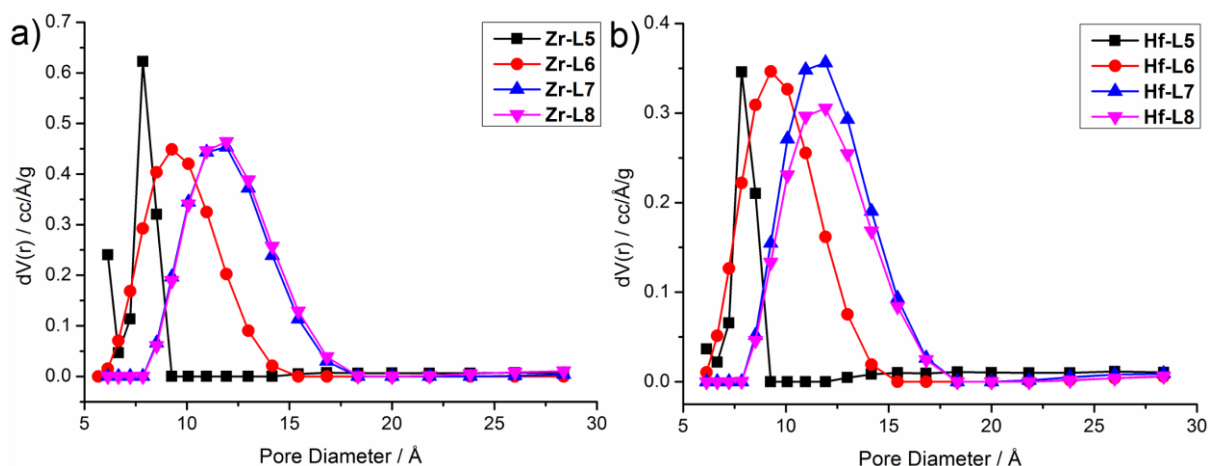 a)
0.7
0.6
0.5
0.4
0.3
0.2
0.1
0.0
dV(r) / cc/Å/g
5 10 15 20 25 30
Pore Diameter / Å
Zr-L5
Zr-L6
Zr-L7
Zr-L8
b)
0.4
0.3
0.2
0.1
0.0
dV(r) / cc/Å/g
5 10 15 20 25 30
Pore Diameter / Å
Hf-L5
Hf-L6
Hf-L7
Hf-L8